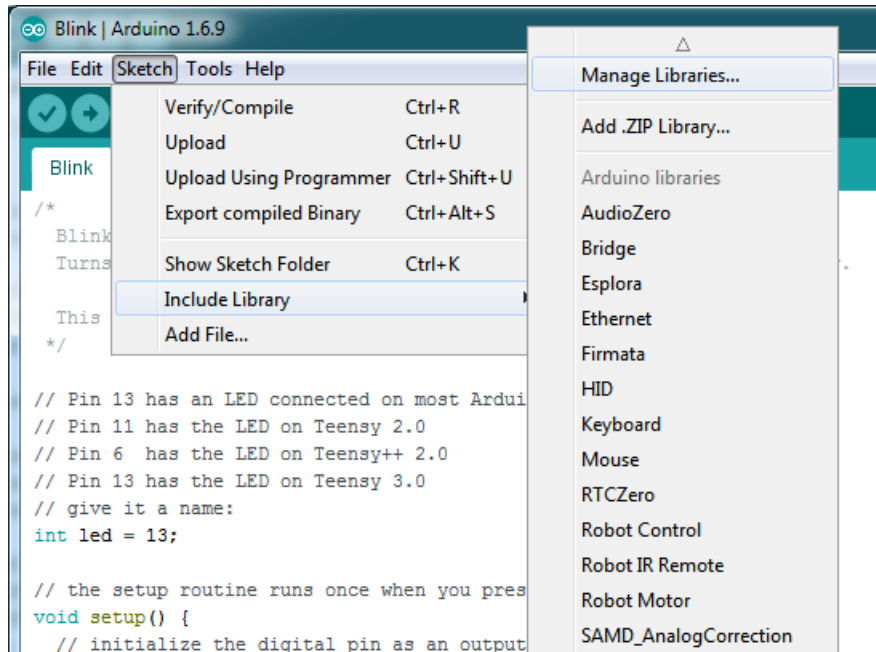 Blink | Arduino 1.6.9
File Edit Sketch Tools Help
Verify/Compile Ctrl+R
Upload Ctrl+U
Upload Using Programmer Ctrl+Shift+U
Export compiled Binary Ctrl+Alt+S
Show Sketch Folder Ctrl+K
Include Library
Add File...
Manage Libraries...
Add .ZIP Library...
Arduino libraries
AudioZero
Bridge
Esplora
Ethernet
Firmata
HID
Keyboard
Mouse
RTCZero
Robot Control
Robot IR Remote
Robot Motor
SAMD_AnalogCorrection
Blink
/*
Blink
Turns
.
This
*/
// Pin 13 has an LED connected on most Ardui
// Pin 11 has the LED on Teensy 2.0
// Pin 6  has the LED on Teensy++ 2.0
// Pin 13 has the LED on Teensy 3.0
// give it a name:
int led = 13;
// the setup routine runs once when you pres
void setup() {
// initialize the digital pin as an output